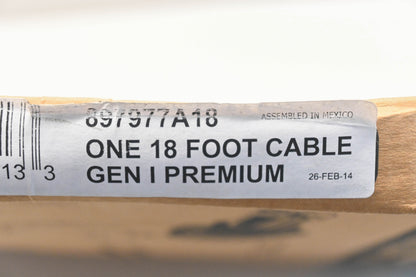 897977A18
ASSEMBLED IN MEXICO
ONE 18 FOOT CABLE
GEN I PREMIUM
26-FEB-14
13 3